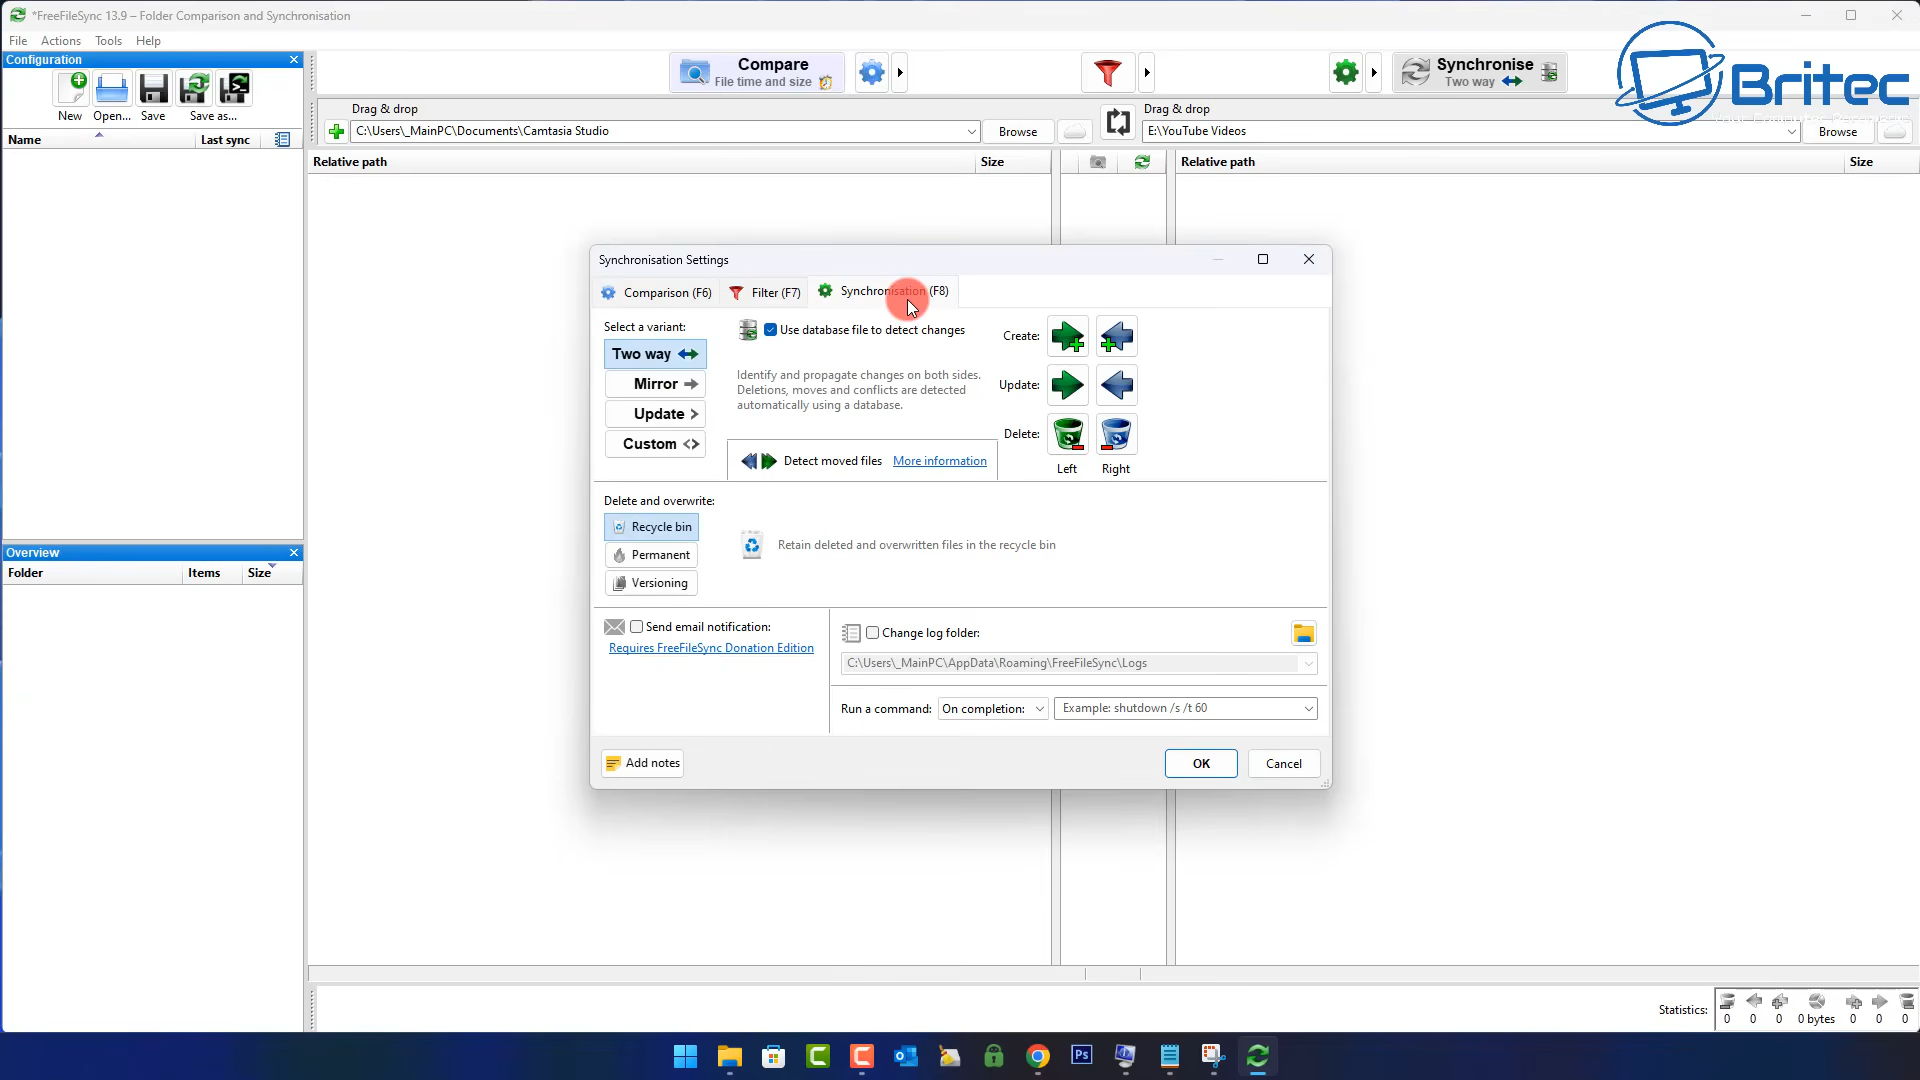 *FreeFileSync 13.9 – Folder Comparison and Synchronisation
File Actions Tools Help
Britec
Configuration
New Open... Save Save as...
Name Last sync
Compare
File time and size
Synchronise
Two way
Drag & drop
C:\Users\_MainPC\Documents\Camtasia Studio
Browse
Drag & drop
E:\YouTube Videos
Browse
Relative path Size
Relative path Size
Synchronisation Settings
Comparison (F6) Filter (F7) Synchronisation (F8)
Select a variant:
Two way
Mirror
Update
Custom
Use database file to detect changes
Identify and propagate changes on both sides.
Deletions, moves and conflicts are detected
automatically using a database.
Detect moved files More information
Create:
Update:
Delete:
Left Right
Delete and overwrite:
Recycle bin
Permanent
Versioning
Retain deleted and overwritten files in the recycle bin
Send email notification:
Requires FreeFileSync Donation Edition
Change log folder:
C:\Users\_MainPC\AppData\Roaming\FreeFileSync\Logs
Run a command: On completion: Example: shutdown /s /t 60
Add notes
OK Cancel
Overview
Folder Items Size
Statistics:
0 0 0 0 bytes 0 0 0
Ps